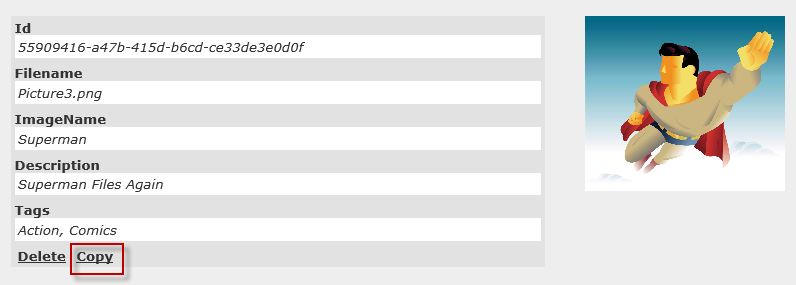 Id
55909416-a47b-415d-b6cd-ce33de3e0d0f
Filename
Picture3.png
ImageName
Superman
Description
Superman Files Again
Tags
Action, Comics
Delete Copy